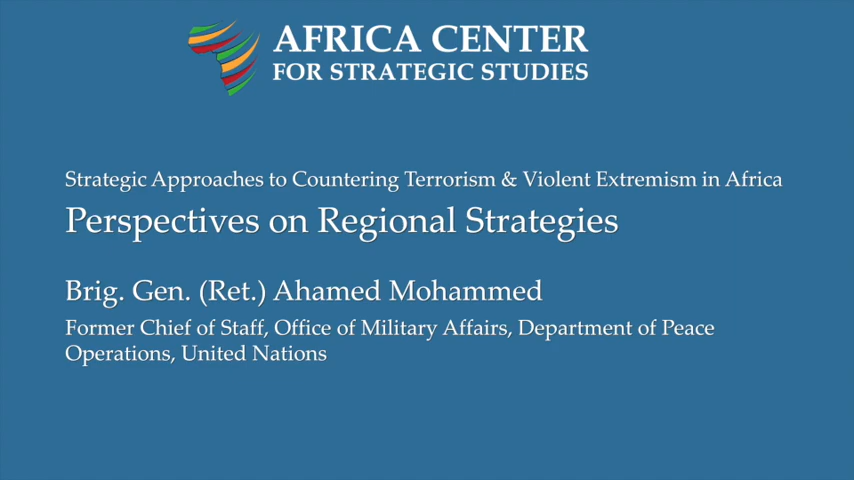 AFRICA CENTER
FOR STRATEGIC STUDIES
Strategic Approaches to Countering Terrorism & Violent Extremism in Africa
Perspectives on Regional Strategies
Brig. Gen. (Ret.) Ahamed Mohammed
Former Chief of Staff, Office of Military Affairs, Department of Peace
Operations, United Nations